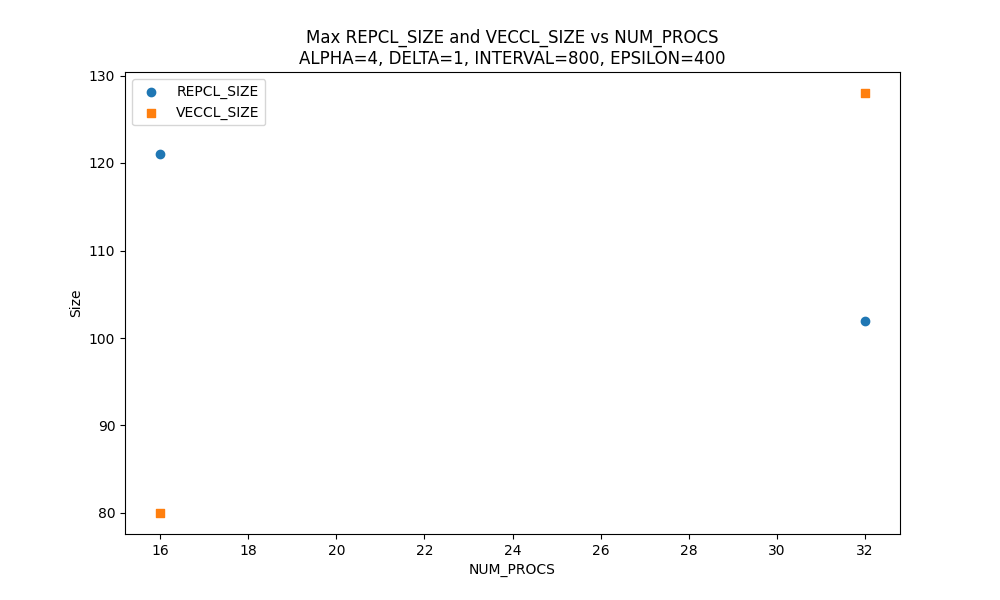 Max REPCL_SIZE and VECCL_SIZE vs NUM_PROCS
ALPHA=4, DELTA=1, INTERVAL=800, EPSILON=400
REPCL_SIZE
VECCL_SIZE
130
120
110
100
90
80
Size
16 18 20 22 24 26 28 30 32
NUM_PROCS